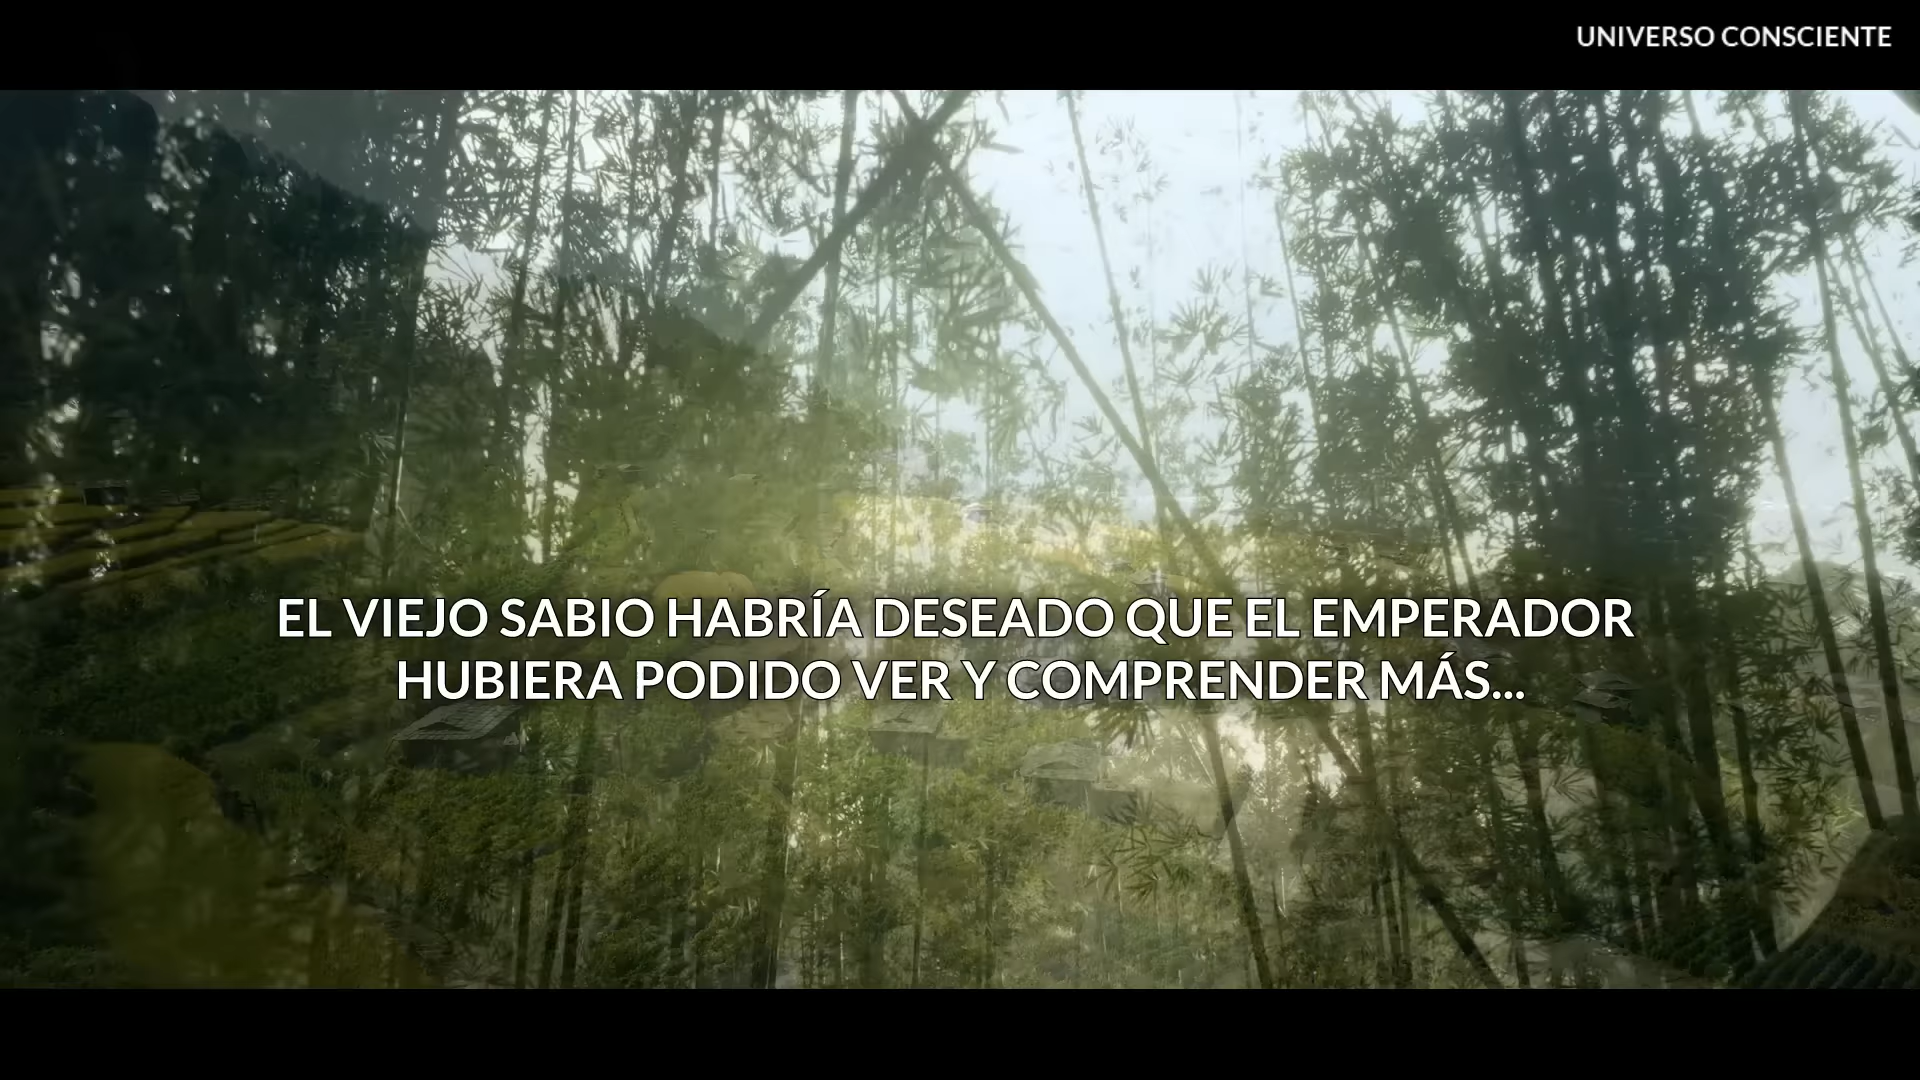 UNIVERSO CONSCIENTE
EL VIEJO SABIO HABRÍA DESEADO QUE EL EMPERADOR
HUBIERA PODIDO VER Y COMPRENDER MÁS...